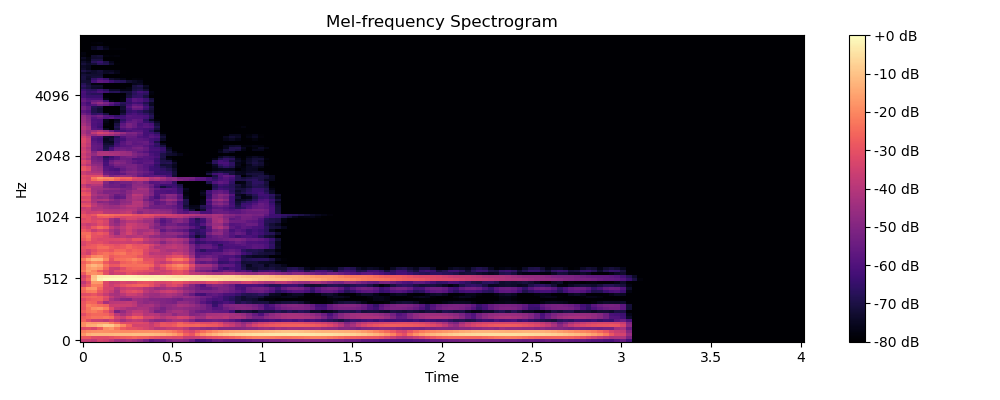 Mel-frequency Spectrogram
Hz
4096
2048
1024
512
0
0
0.5
1
1.5
2
2.5
3
3.5
4
Time
+0 dB
-10 dB
-20 dB
-30 dB
-40 dB
-50 dB
-60 dB
-70 dB
-80 dB